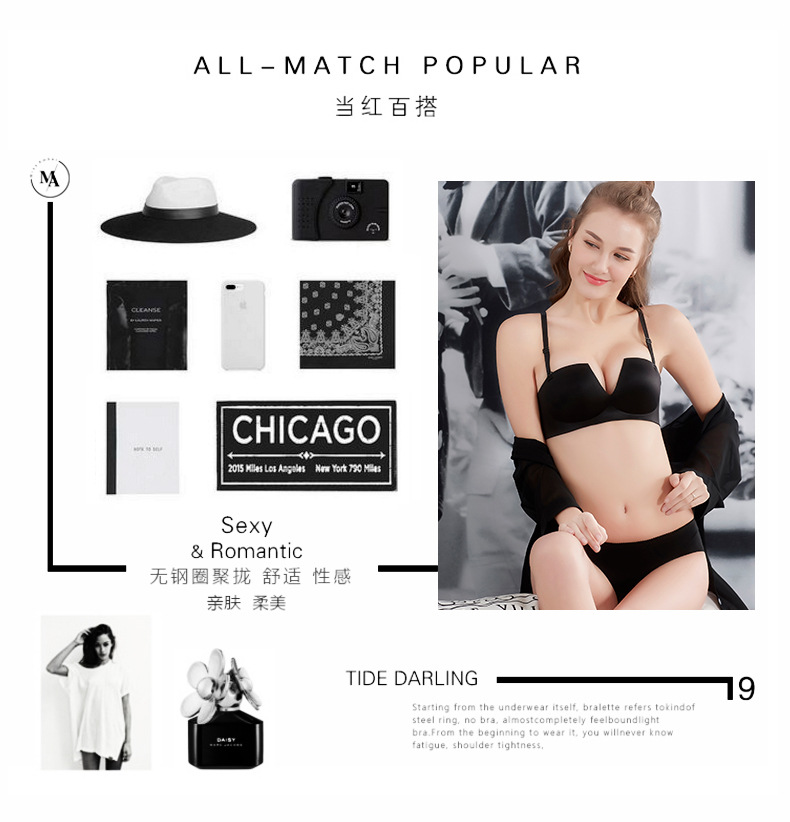 ALL-MATCH POPULAR
当红百搭
MA
CLEANSE
NOTE TO SELF
CHICAGO
2015 Miles Los Angeles New York 790 Miles
Sexy
& Romantic
无钢圈聚拢 舒适 性感
亲肤 柔美
DAISY
MARC JACOBS
TIDE DARLING
9
Starting from the underwear itself, bralette refers tokindof
steel ring, no bra, almostcompletely feelboundlight
bra.From the beginning to wear it, you willnever know
fatigue, shoulder tightness,